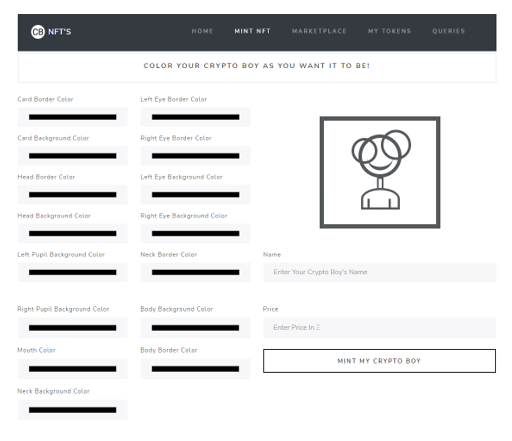 CB NFT'S
HOME MINT NFT MARKETPLACE MY TOKENS QUERIES
COLOR YOUR CRYPTO BOY AS YOU WANT IT TO BE!
Card Border Color
Left Eye Border Color
Card Background Color
Right Eye Border Color
Head Border Color
Left Eye Background Color
Head Background Color
Right Eye Background Color
Left Pupil Background Color
Neck Border Color
Name
Enter Your Crypto Boy's Name
Right Pupil Background Color
Body Background Color
Price
Enter Price In Ξ
Mouth Color
Body Border Color
MINT MY CRYPTO BOY
Neck Background Color